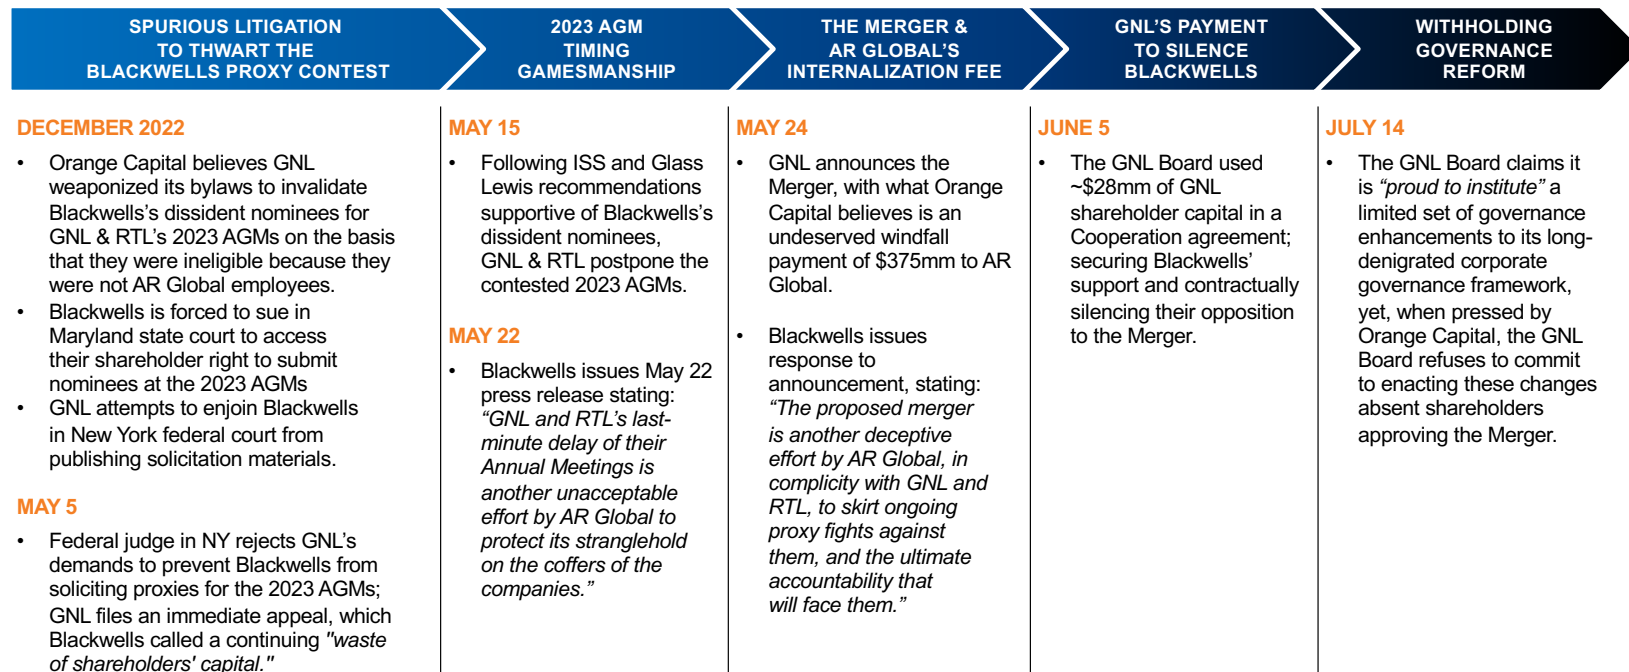 SPURIOUS LITIGATION
TO THWART THE
BLACKWELLS PROXY CONTEST
2023 AGM
TIMING
GAMESMANSHIP
THE MERGER &
AR GLOBAL'S
INTERNALIZATION FEE
GNL'S PAYMENT
TO SILENCE
BLACKWELLS
WITHHOLDING
GOVERNANCE
REFORM
DECEMBER 2022
• Orange Capital believes GNL
weaponized its bylaws to invalidate
Blackwells's dissident nominees for
GNL & RTL's 2023 AGMs on the basis
that they were ineligible because they
were not AR Global employees.
• Blackwells is forced to sue in
Maryland state court to access
their shareholder right to submit
nominees at the 2023 AGMs
• GNL attempts to enjoin Blackwells
in New York federal court from
publishing solicitation materials.
MAY 5
• Federal judge in NY rejects GNL's
demands to prevent Blackwells from
soliciting proxies for the 2023 AGMs;
GNL files an immediate appeal, which
Blackwells called a continuing "waste
of shareholders' capital."
MAY 15
• Following ISS and Glass
Lewis recommendations
supportive of Blackwells's
dissident nominees,
GNL & RTL postpone the
contested 2023 AGMs.
MAY 22
• Blackwells issues May 22
press release stating:
“GNL and RTL's last-
minute delay of their
Annual Meetings is
another unacceptable
effort by AR Global to
protect its stranglehold
on the coffers of the
companies.”
MAY 24
• GNL announces the
Merger, with what Orange
Capital believes is an
undeserved windfall
payment of $375mm to AR
Global.
• Blackwells issues
response to
announcement, stating:
“The proposed merger
is another deceptive
effort by AR Global, in
complicity with GNL and
RTL, to skirt ongoing
proxy fights against
them, and the ultimate
accountability that
will face them.”
JUNE 5
• The GNL Board used
~$28mm of GNL
shareholder capital in a
Cooperation agreement;
securing Blackwells'
support and contractually
silencing their opposition
to the Merger.
JULY 14
• The GNL Board claims it
is “proud to institute” a
limited set of governance
enhancements to its long-
denigrated corporate
governance framework,
yet, when pressed by
Orange Capital, the GNL
Board refuses to commit
to enacting these changes
absent shareholders
approving the Merger.